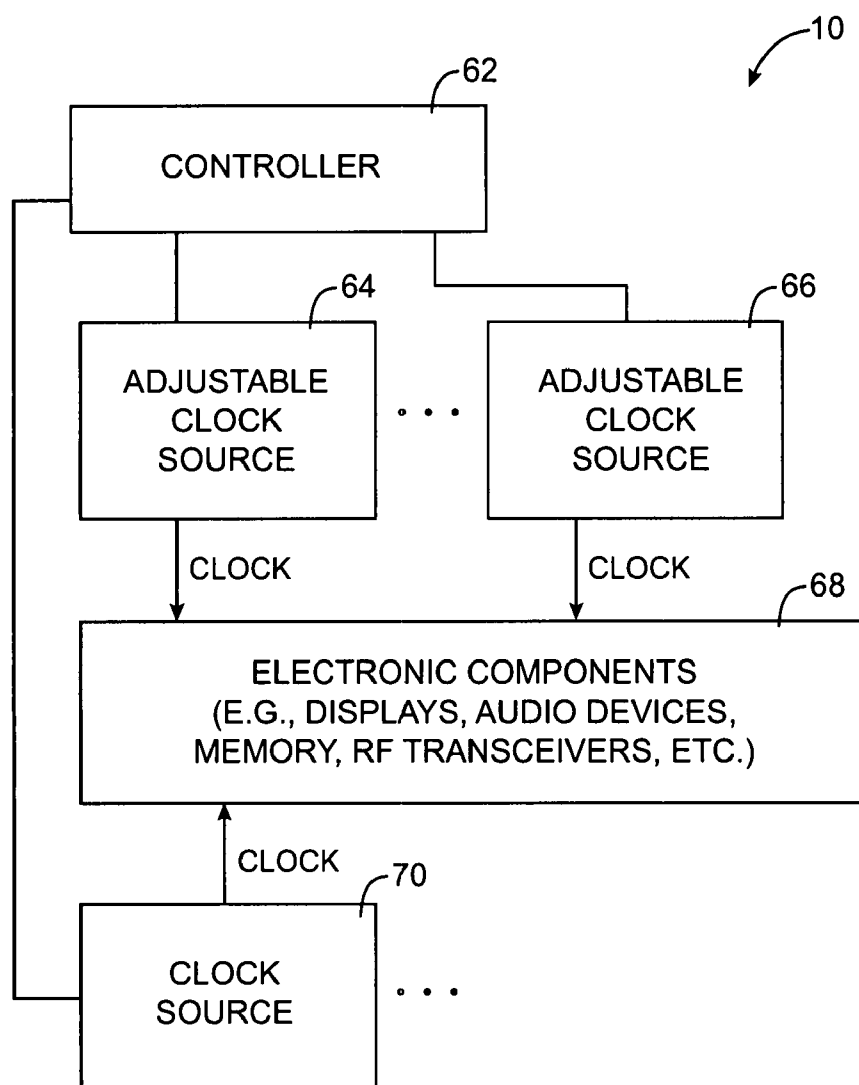 10
62
CONTROLLER
64
66
ADJUSTABLE
CLOCK
SOURCE
ADJUSTABLE
CLOCK
SOURCE
CLOCK
CLOCK
68
ELECTRONIC COMPONENTS
(E.G., DISPLAYS, AUDIO DEVICES,
MEMORY, RF TRANSCEIVERS, ETC.)
CLOCK
70
CLOCK
SOURCE